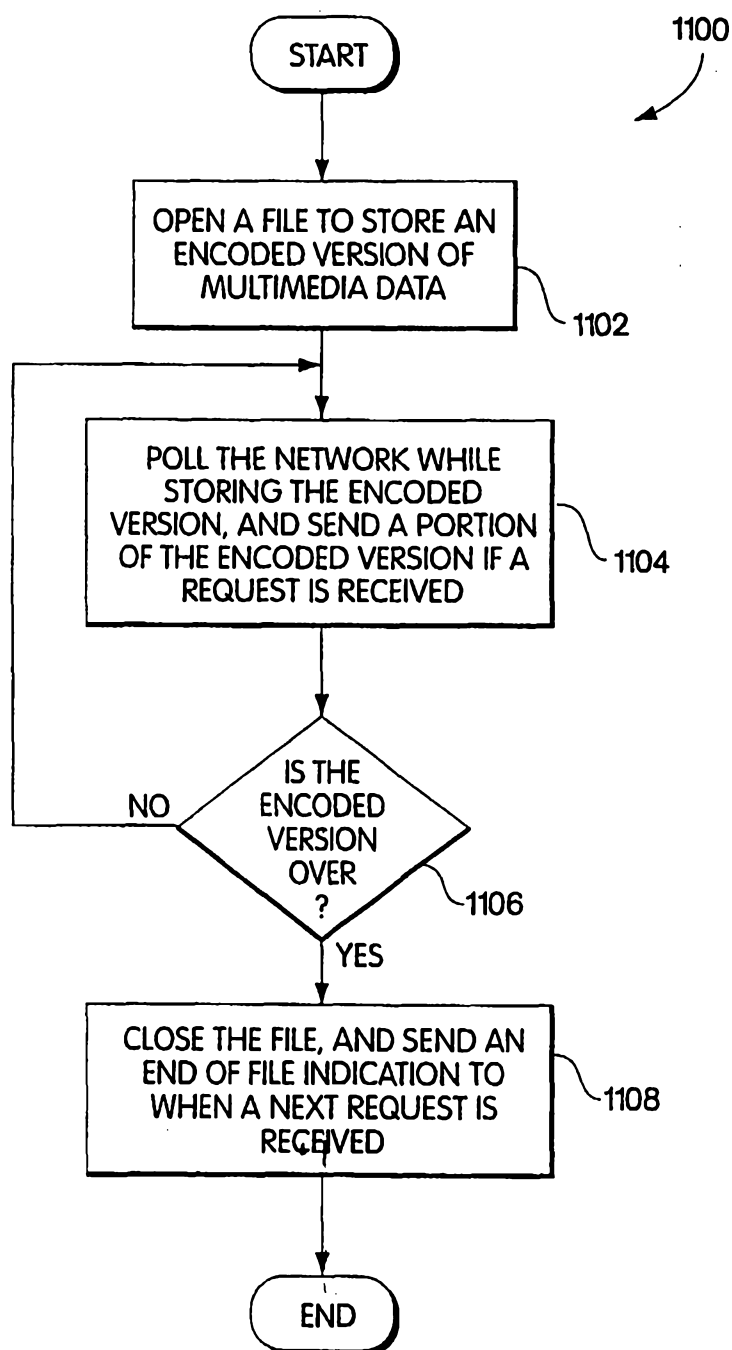 START
1100
OPEN A FILE TO STORE AN
ENCODED VERSION OF
MULTIMEDIA DATA
1102
POLL THE NETWORK WHILE
STORING THE ENCODED
VERSION, AND SEND A PORTION
OF THE ENCODED VERSION IF A
REQUEST IS RECEIVED
1104
IS THE
ENCODED
VERSION
OVER
?
NO
1106
YES
CLOSE THE FILE, AND SEND AN
END OF FILE INDICATION TO
WHEN A NEXT REQUEST IS
RECEIVED
1108
END